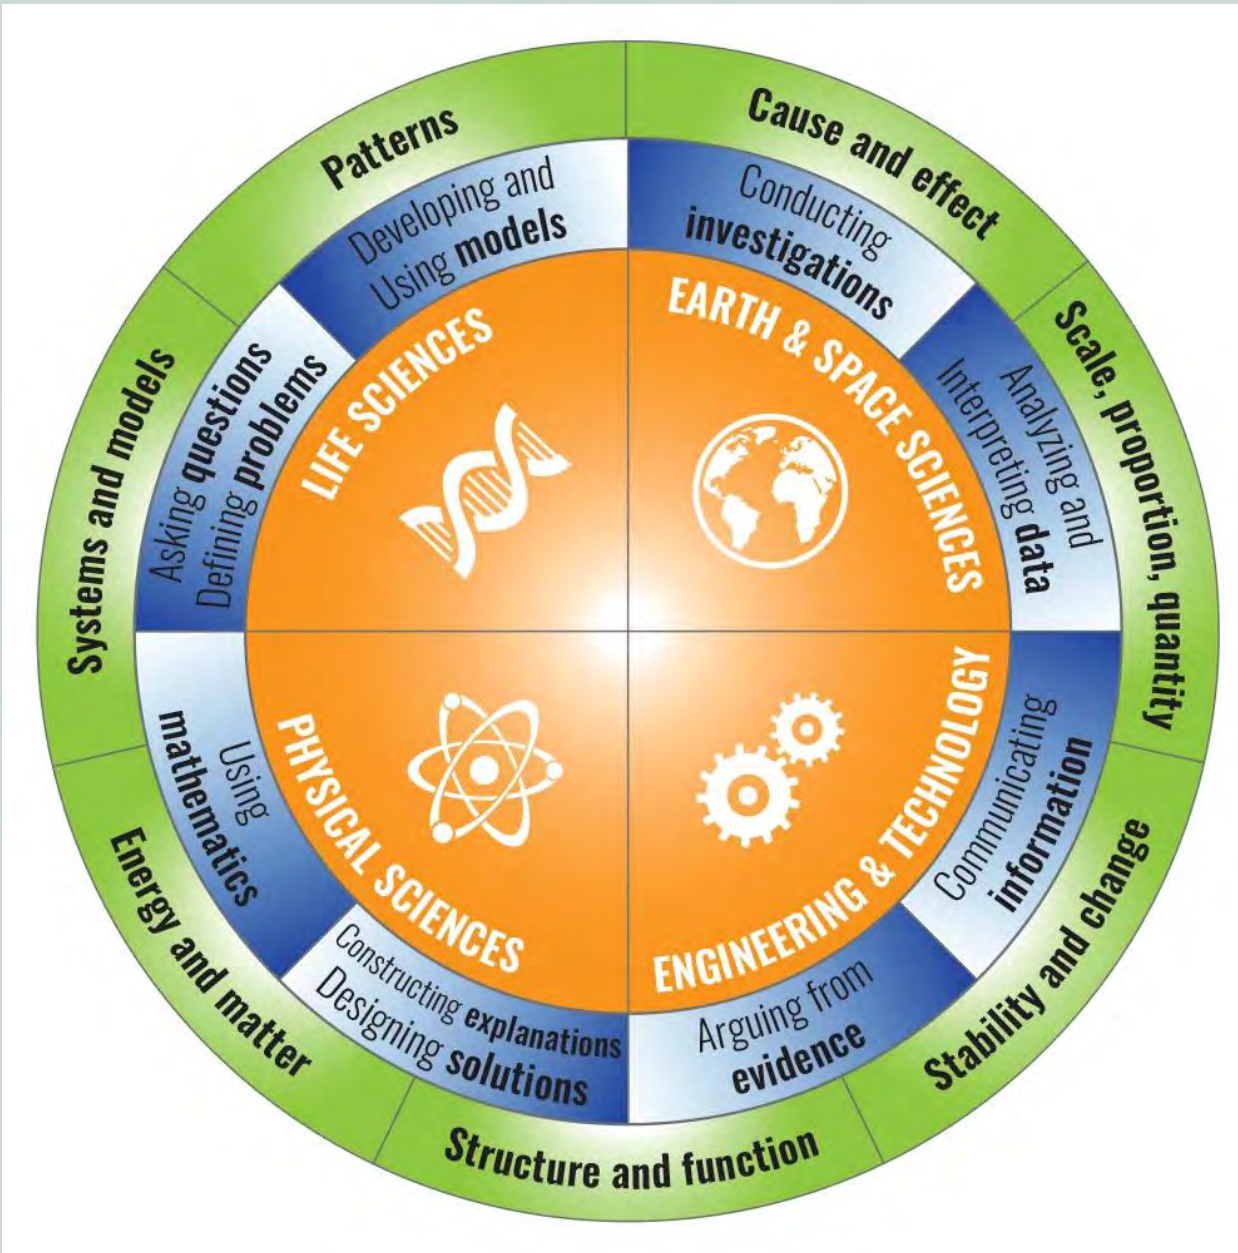 Patterns
Cause and effect
Scale, proportion, quantity
Stability and change
Structure and function
Energy and matter
Systems and models
Developing and
Using models
Conducting
investigations
Analyzing and
Interpreting data
Communicating
information
Arguing from
evidence
Constructing explanations
Designing solutions
Using
mathematics
Asking questions
Defining problems
LIFE SCIENCES
EARTH & SPACE SCIENCES
ENGINEERING & TECHNOLOGY
PHYSICAL SCIENCES